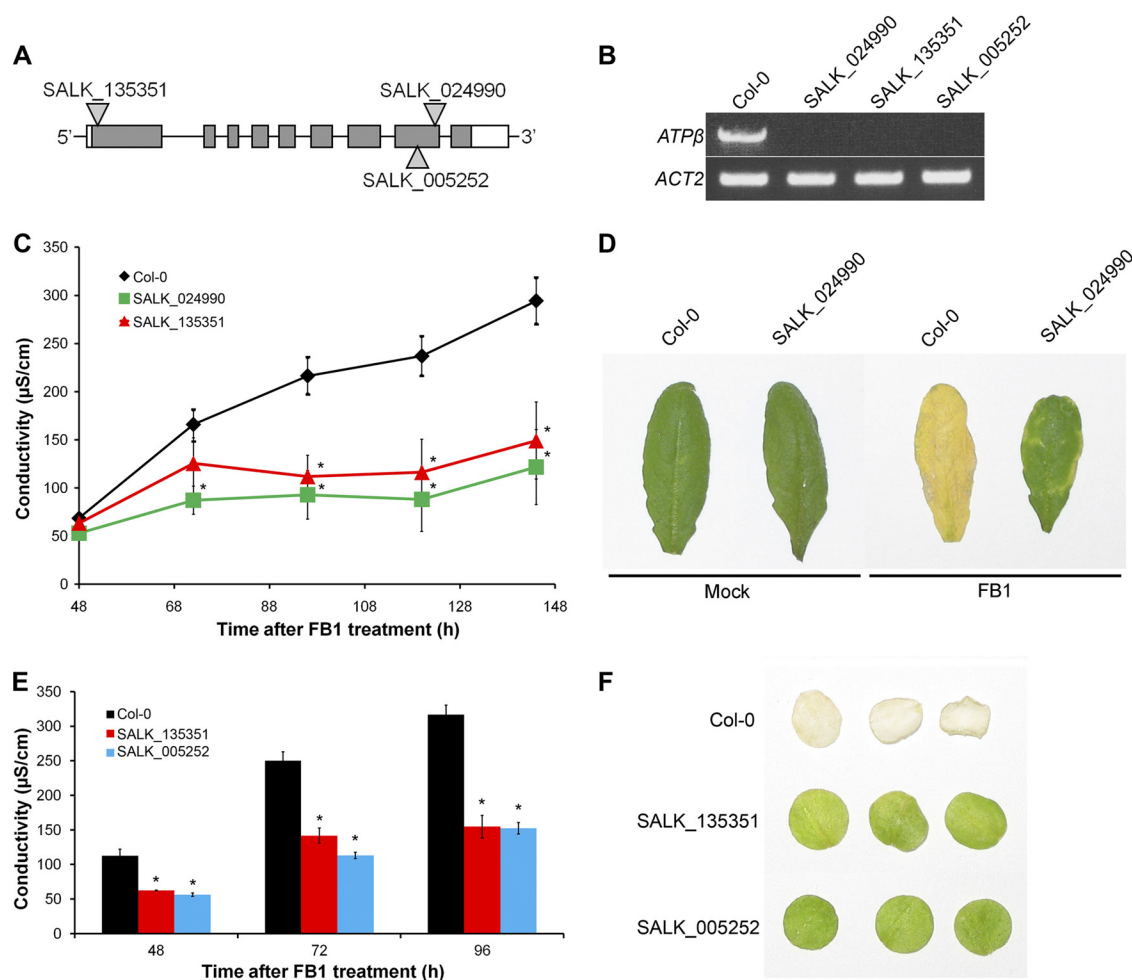 A
SALK_135351
SALK_024990
5'
3'
SALK_005252
B
Col-0
SALK_024990
SALK_135351
SALK_005252
ATPβ
ACT2
C
Conductivity (µS/cm)
350
300
250
200
150
100
50
0
Col-0
SALK_024990
SALK_135351
*
*
*
*
*
*
*
48
68
88
108
128
148
Time after FB1 treatment (h)
D
Col-0
SALK_024990
Col-0
SALK_024990
Mock
FB1
E
Conductivity (µS/cm)
350
300
250
200
150
100
50
0
Col-0
SALK_135351
SALK_005252
* *
* *
* *
48
72
96
Time after FB1 treatment (h)
F
Col-0
SALK_135351
SALK_005252